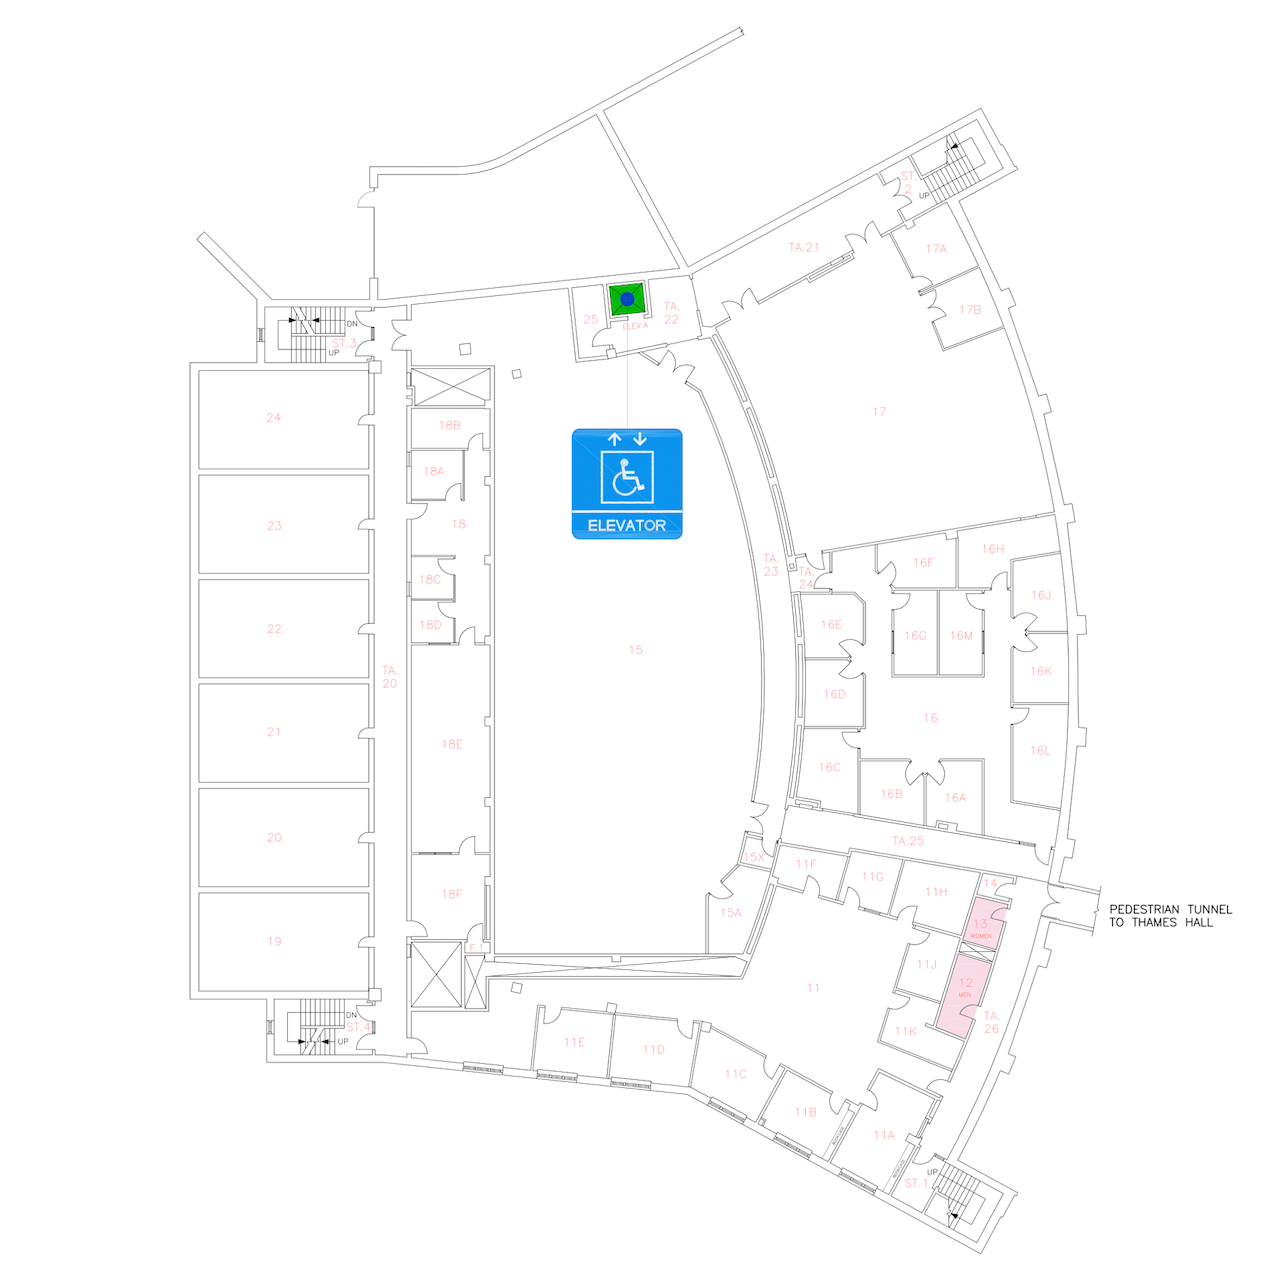 ST.
2
UP
TA.21
17A
17B
25
ELEV.A
TA.
22
DN
ST.3
UP
24
18B
17
18A
ELEVATOR
23
18
TA.
23
TA.
24
16F
16H
18C
16J
22
18D
16E
16G
16M
15
TA.
20
16K
16D
16
21
18E
16L
16C
16B
16A
20
TA.25
15X
11F
11G
11H
14
18F
15A
13
WOMEN
PEDESTRIAN TUNNEL
TO THAMES HALL
19
F.1
11J
12
MEN
11
TA.
26
DN
ST.4
UP
11E
11D
11K
11C
11B
BOOKCASE
11A
BOOKCASE
UP
ST.1